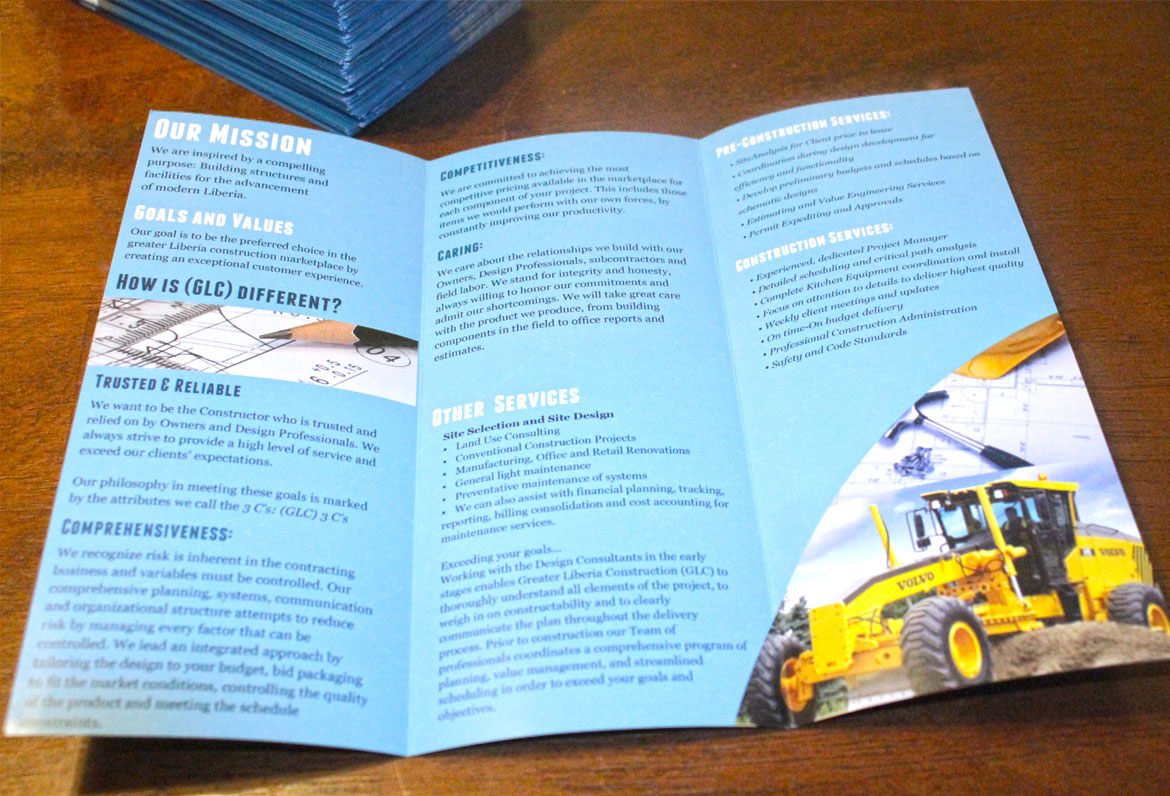 Our Mission
We are inspired by a compelling
purpose: Building structures and
facilities for the advancement
of modern Liberia.
Goals and Values
Our goal is to be the preferred choice in the
greater Liberia construction marketplace by
creating an exceptional customer experience.
How is (GLC) different?
04
10.5
0.15
6
Trusted & Reliable
We want to be the Constructor who is trusted and
relied on by Owners and Design Professionals. We
always strive to provide a high level of service and
exceed our clients' expectations.
Our philosophy in meeting these goals is marked
by the attributes we call the 3 C's: (GLC) 3 C's
Comprehensiveness:
We recognize risk is inherent in the contracting
business and variables must be controlled. Our
comprehensive planning, systems, communication
and organizational structure attempts to reduce
risk by managing every factor that can be
controlled. We lead an integrated approach by
tailoring the design to your budget, bid packaging
to fit the market conditions, controlling the quality
of the product and meeting the schedule
constraints.
Competitiveness:
We are committed to achieving the most
competitive pricing available in the marketplace for
each component of your project. This includes those
items we would perform with our own forces, by
constantly improving our productivity.
Caring:
We care about the relationships we build with our
Owners, Design Professionals, subcontractors and
field labor. We stand for integrity and honesty,
always willing to honor our commitments and
admit our shortcomings. We will take great care
with the product we produce, from building
components in the field to office reports and
estimates.
Other Services
Site Selection and Site Design
• Land Use Consulting
• Conventional Construction Projects
• Manufacturing, Office and Retail Renovations
• General light maintenance
• Preventative maintenance of systems
• We can also assist with financial planning, tracking,
reporting, billing consolidation and cost accounting for
maintenance services.
Exceeding your goals...
Working with the Design Consultants in the early
stages enables Greater Liberia Construction (GLC) to
thoroughly understand all elements of the project, to
weigh in on constructability and to clearly
communicate the plan throughout the delivery
process. Prior to construction our Team of
professionals coordinates a comprehensive program of
planning, value management, and streamlined
scheduling in order to exceed your goals and
objectives.
Pre-Construction Services:
• SiteAnalysis for Client prior to lease
• Coordination during design development for
efficiency and functionality
• Develop preliminary budgets and schedules based on
schematic designs
• Estimating and Value Engineering Services
• Permit Expediting and Approvals
Construction Services:
• Experienced, dedicated Project Manager
• Detailed scheduling and critical path analysis
• Complete Kitchen Equipment coordination and install
• Focus on attention to details to deliver highest quality
• Weekly client meetings and updates
• On time-On budget delivery
• Professional Construction Administration
• Safety and Code Standards
VOLVO
VOLVO